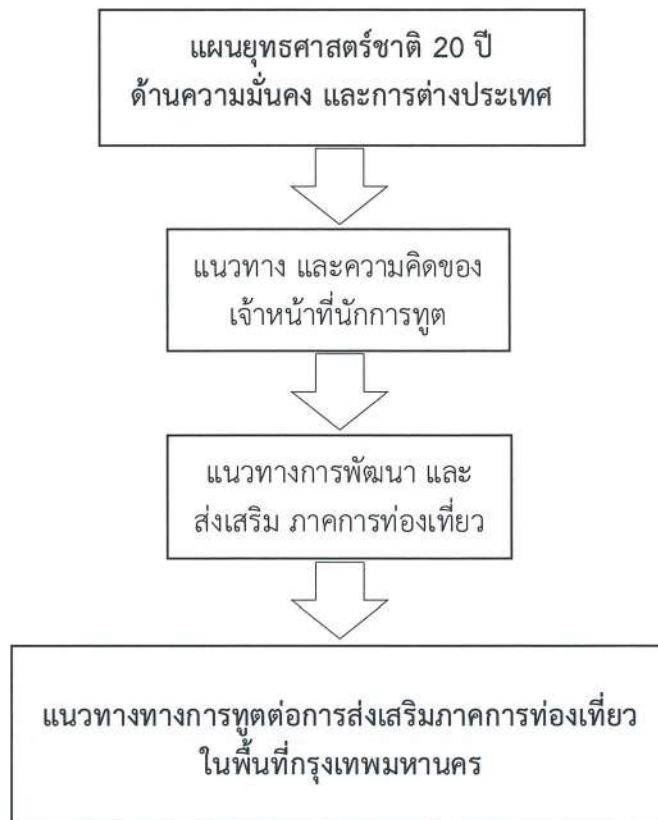 แผนยุทธศาสตร์ชาติ 20 ปี
ด้านความมั่นคง และการต่างประเทศ
แนวทาง และความคิดของ
เจ้าหน้าที่นักการทูต
แนวทางการพัฒนา และ
ส่งเสริม ภาคการท่องเที่ยว
แนวทางทางการทูตต่อการส่งเสริมภาคการท่องเที่ยว
ในพื้นที่กรุงเทพมหานคร